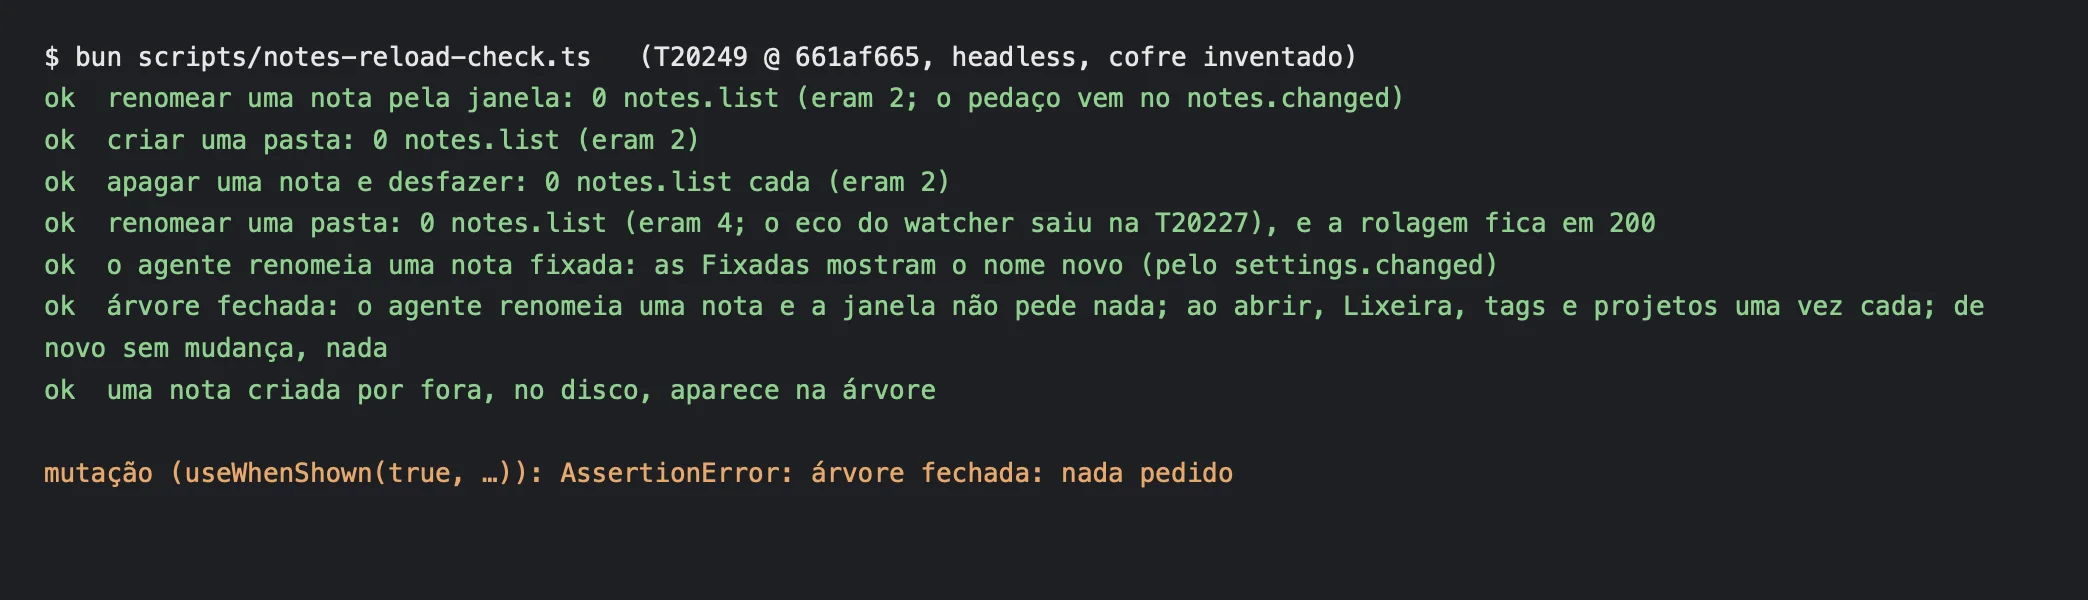 $ bun scripts/notes-reload-check.ts   (T20249 @ 661af665, headless, cofre inventado)
ok  renomear uma nota pela janela: 0 notes.list (eram 2; o pedaço vem no notes.changed)
ok  criar uma pasta: 0 notes.list (eram 2)
ok  apagar uma nota e desfazer: 0 notes.list cada (eram 2)
ok  renomear uma pasta: 0 notes.list (eram 4; o eco do watcher saiu na T20227), e a rolagem fica em 200
ok  o agente renomeia uma nota fixada: as Fixadas mostram o nome novo (pelo settings.changed)
ok  árvore fechada: o agente renomeia uma nota e a janela não pede nada; ao abrir, Lixeira, tags e projetos uma vez cada; de
novo sem mudança, nada
ok  uma nota criada por fora, no disco, aparece na árvore
mutação (useWhenShown(true, …)): AssertionError: árvore fechada: nada pedido